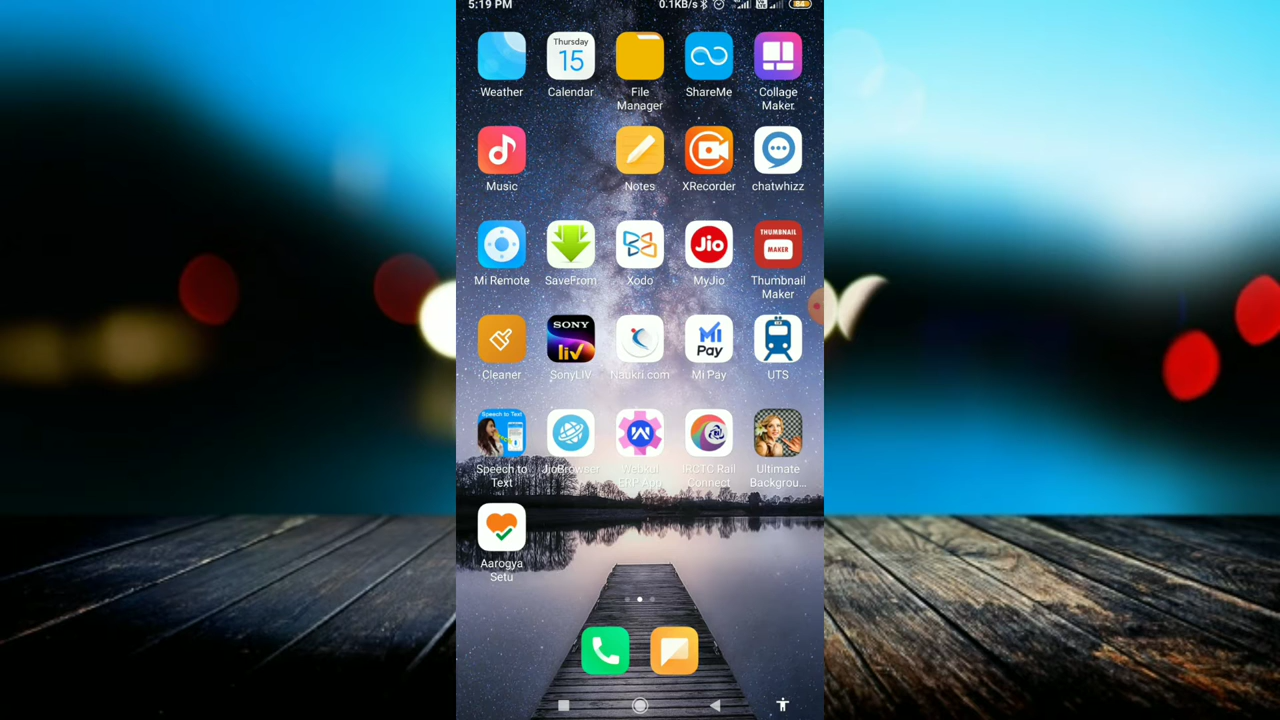 5:19 PM
0.1KB/s
84
Thursday
15
Weather
Calendar
File
Manager
ShareMe
Collage
Maker
Music
Notes
XRecorder
chatwhizz
Jio
THUMBNAIL
MAKER
Mi Remote
SaveFrom
Xodo
MyJio
Thumbnail
Maker
SONY
liv
Mi
Pay
Cleaner
SonyLIV
Naukri.com
Mi Pay
UTS
Speech to Text
Speech to
Text
JioBrowser
Webkul
ERP App
IRCTC Rail
Connect
Ultimate
Backgrou...
Aarogya
Setu